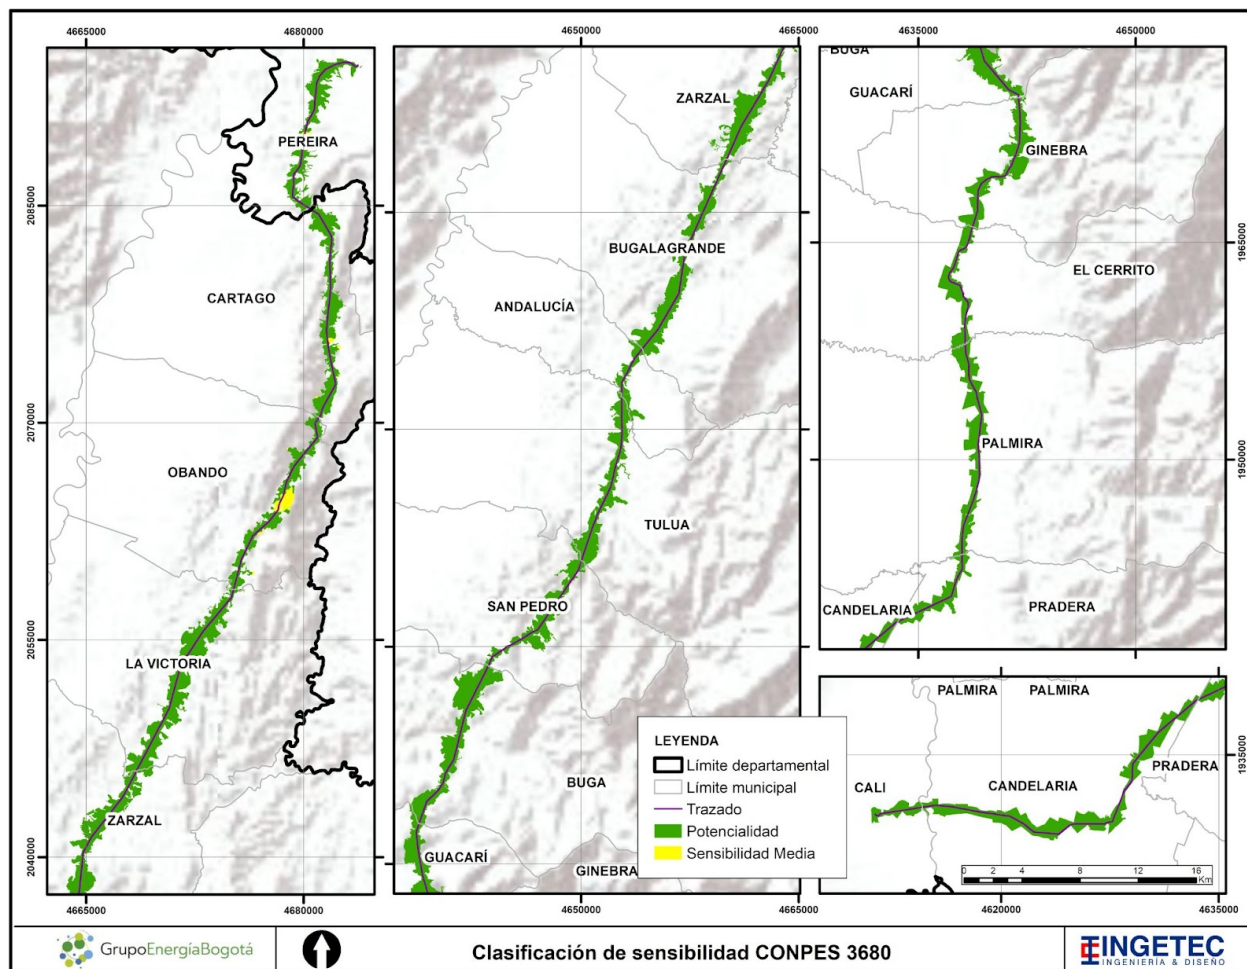 4665000
4680000
2085000
2070000
2055000
2040000
PEREIRA
CARTAGO
OBANDO
LA VICTORIA
ZARZAL
4665000
4680000
4650000
4665000
ZARZAL
BUGALAGRANDE
ANDALUCÍA
TULUA
SAN PEDRO
BUGA
GUACARÍ
GINEBRA
4650000
4665000
4635000
4650000
BUGA
GUACARÍ
GINEBRA
EL CERRITO
PALMIRA
CANDELARIA
PRADERA
1965000
1950000
PALMIRA
PALMIRA
PRADERA
CALI
CANDELARIA
1935000
0 2 4 8 12 16
Km
4620000
4635000
LEYENDA
Límite departamental
Límite municipal
Trazado
Potencialidad
Sensibilidad Media
GrupoEnergíaBogotá
Clasificación de sensibilidad CONPES 3680
INGETEC
INGENIERÍA & DISEÑO